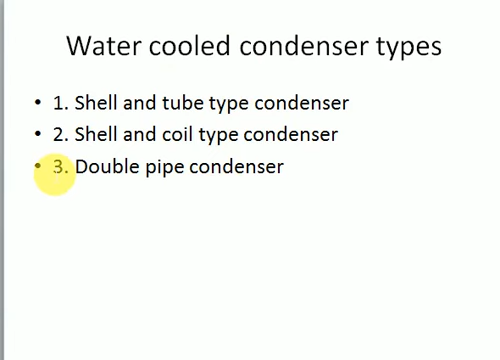 Water cooled condenser types
• 1. Shell and tube type condenser
• 2. Shell and coil type condenser
• 3. Double pipe condenser